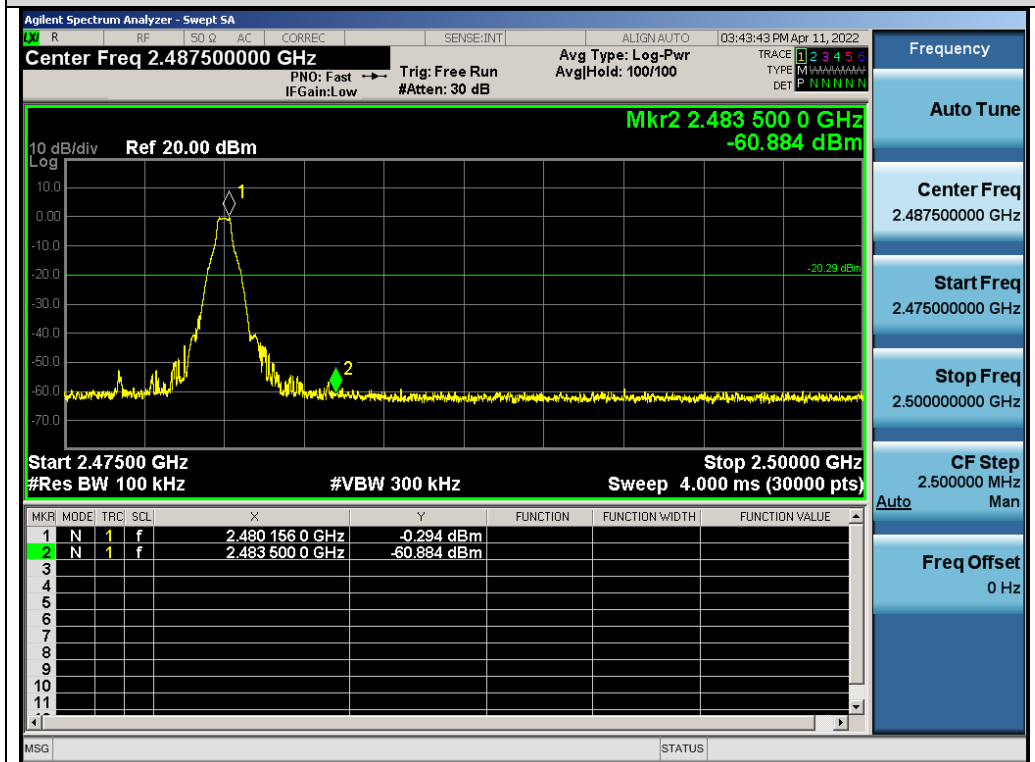 Agilent Spectrum Analyzer - Swept SA
LXI R RF 50 Ω AC CORREC SENSE:INT ALIGN AUTO 03:43:43 PM Apr 11, 2022
Center Freq 2.487500000 GHz
PNO: Fast
IFGain:Low
Trig: Free Run
#Atten: 30 dB
Avg Type: Log-Pwr
Avg|Hold: 100/100
TRACE 1 2 3 4 5 6
TYPE M
DET P N N N N N
Mkr2 2.483 500 0 GHz
-60.884 dBm
10 dB/div Ref 20.00 dBm
Log
10.0
0.00
-10.0
-20.0
-30.0
-40.0
-50.0
-60.0
-70.0
1
2
-20.29 dBm
Start 2.47500 GHz Stop 2.50000 GHz
#Res BW 100 kHz #VBW 300 kHz Sweep 4.000 ms (30000 pts)
MKR MODE TRC SCL X Y FUNCTION FUNCTION WIDTH FUNCTION VALUE
1 N 1 f 2.480 156 0 GHz -0.294 dBm
2 N 1 f 2.483 500 0 GHz -60.884 dBm
3
4
5
6
7
8
9
10
11
MSG STATUS
Frequency
Auto Tune
Center Freq
2.487500000 GHz
Start Freq
2.475000000 GHz
Stop Freq
2.500000000 GHz
CF Step
2.500000 MHz
Auto Man
Freq Offset
0 Hz